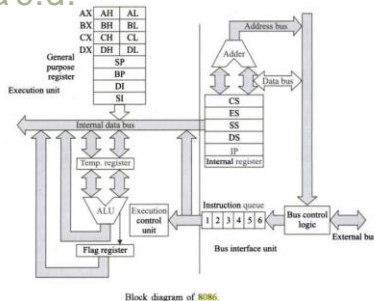 AX AH AL
BX BH BL
CX CH CL
DX DH DL
General
purpose
register
SP
BP
DI
SI
Execution unit
Address bus
Adder
Data bus
CS
ES
SS
DS
IP
Internal register
Internal data bus
Temp. register
ALU
Execution
control
unit
Flag register
Instruction queue
1 2 3 4 5 6
Bus control
logic
External bus
Bus interface unit
Block diagram of 8086.